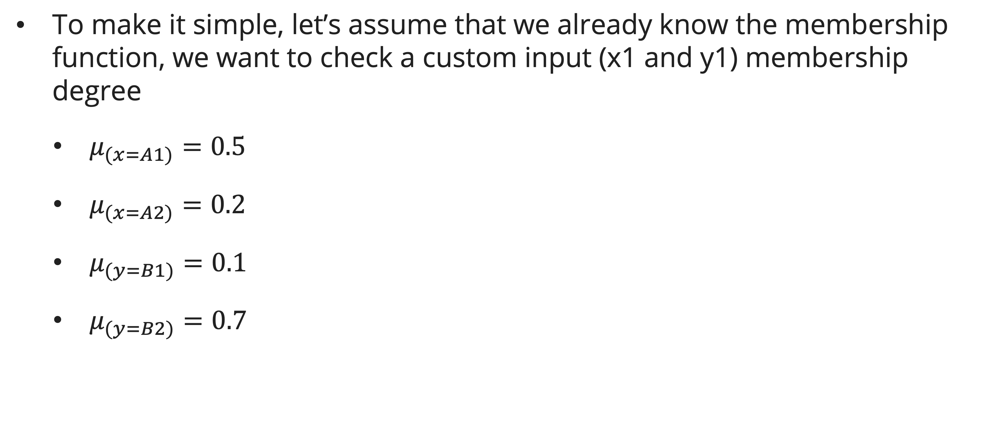 • To make it simple, let’s assume that we already know the membership
function, we want to check a custom input (x1 and y1) membership
degree
• μ(x=A1) = 0.5
• μ(x=A2) = 0.2
• μ(y=B1) = 0.1
• μ(y=B2) = 0.7